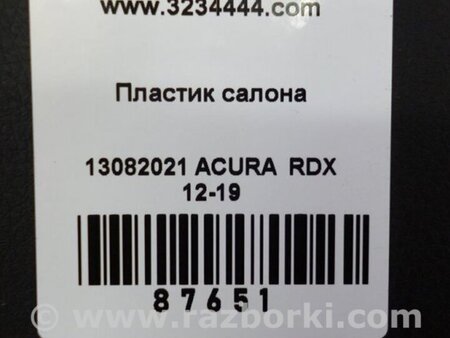 www.3234444.com
Пластик салона
13082021 ACURA RDX
12-19
87651
© www.razborki.com